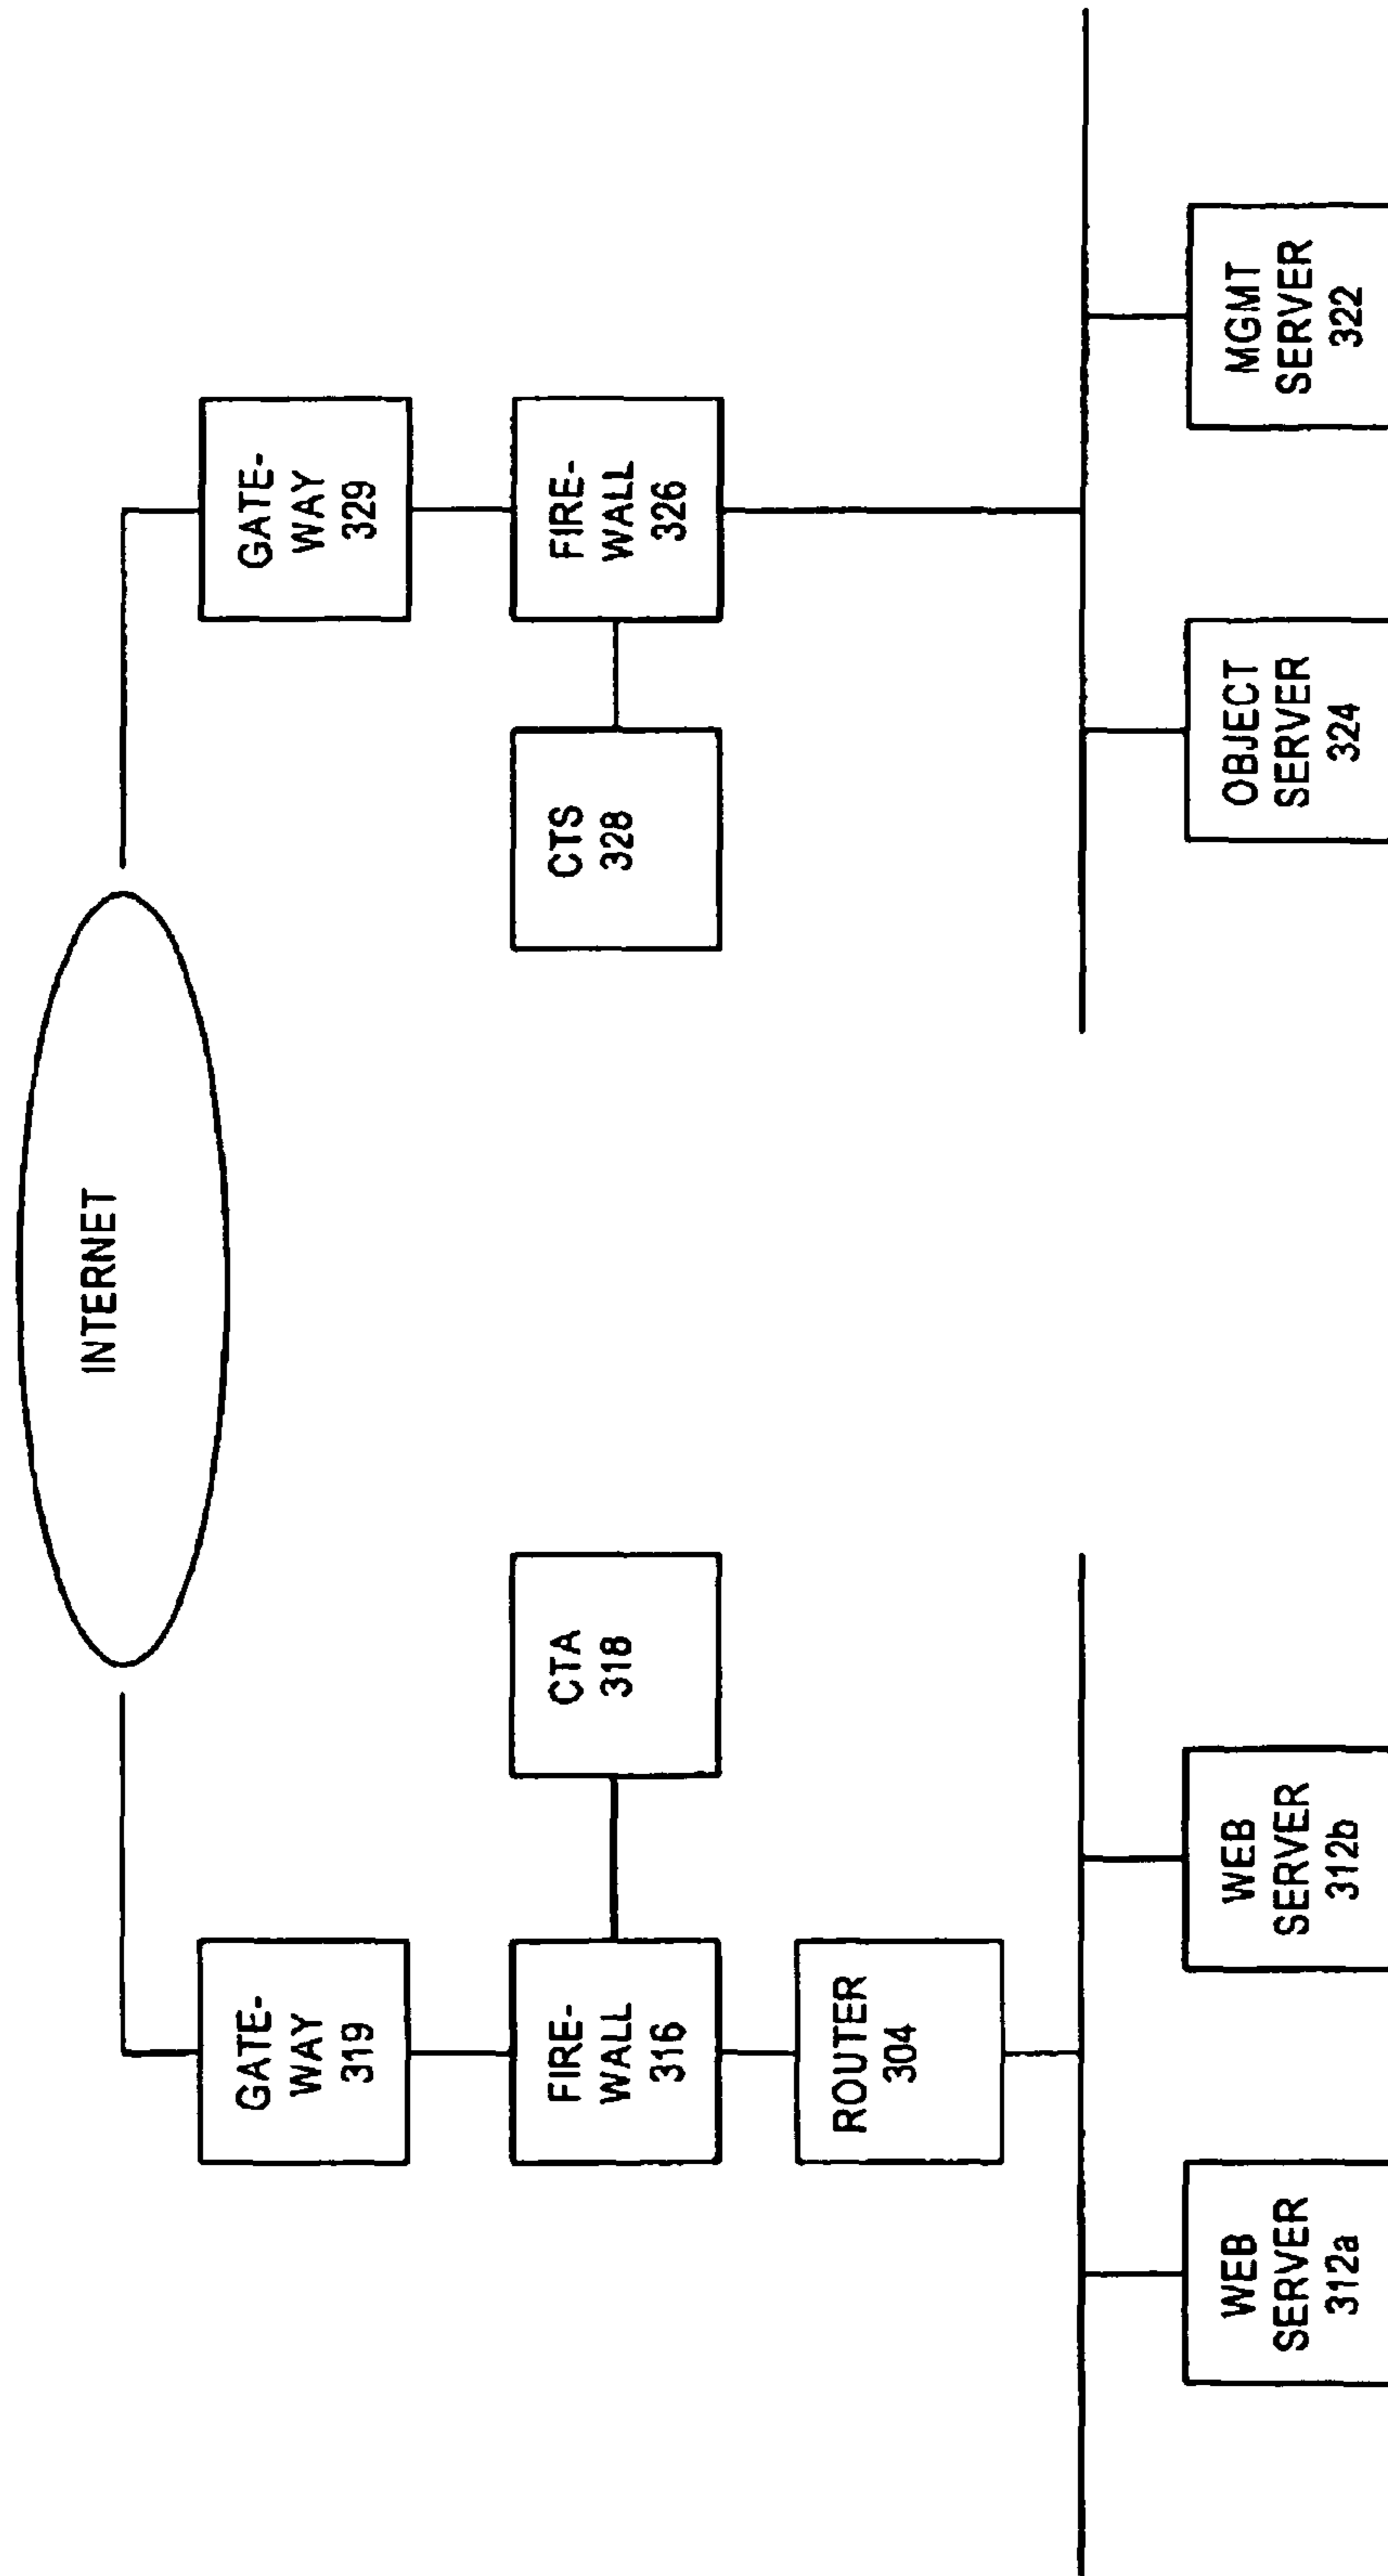 INTERNET
GATE-
WAY
319
FIRE-
WALL
316
CTA
318
ROUTER
304
WEB
SERVER
312a
WEB
SERVER
312b
GATE-
WAY
329
CTS
328
FIRE-
WALL
326
OBJECT
SERVER
324
MGMT
SERVER
322